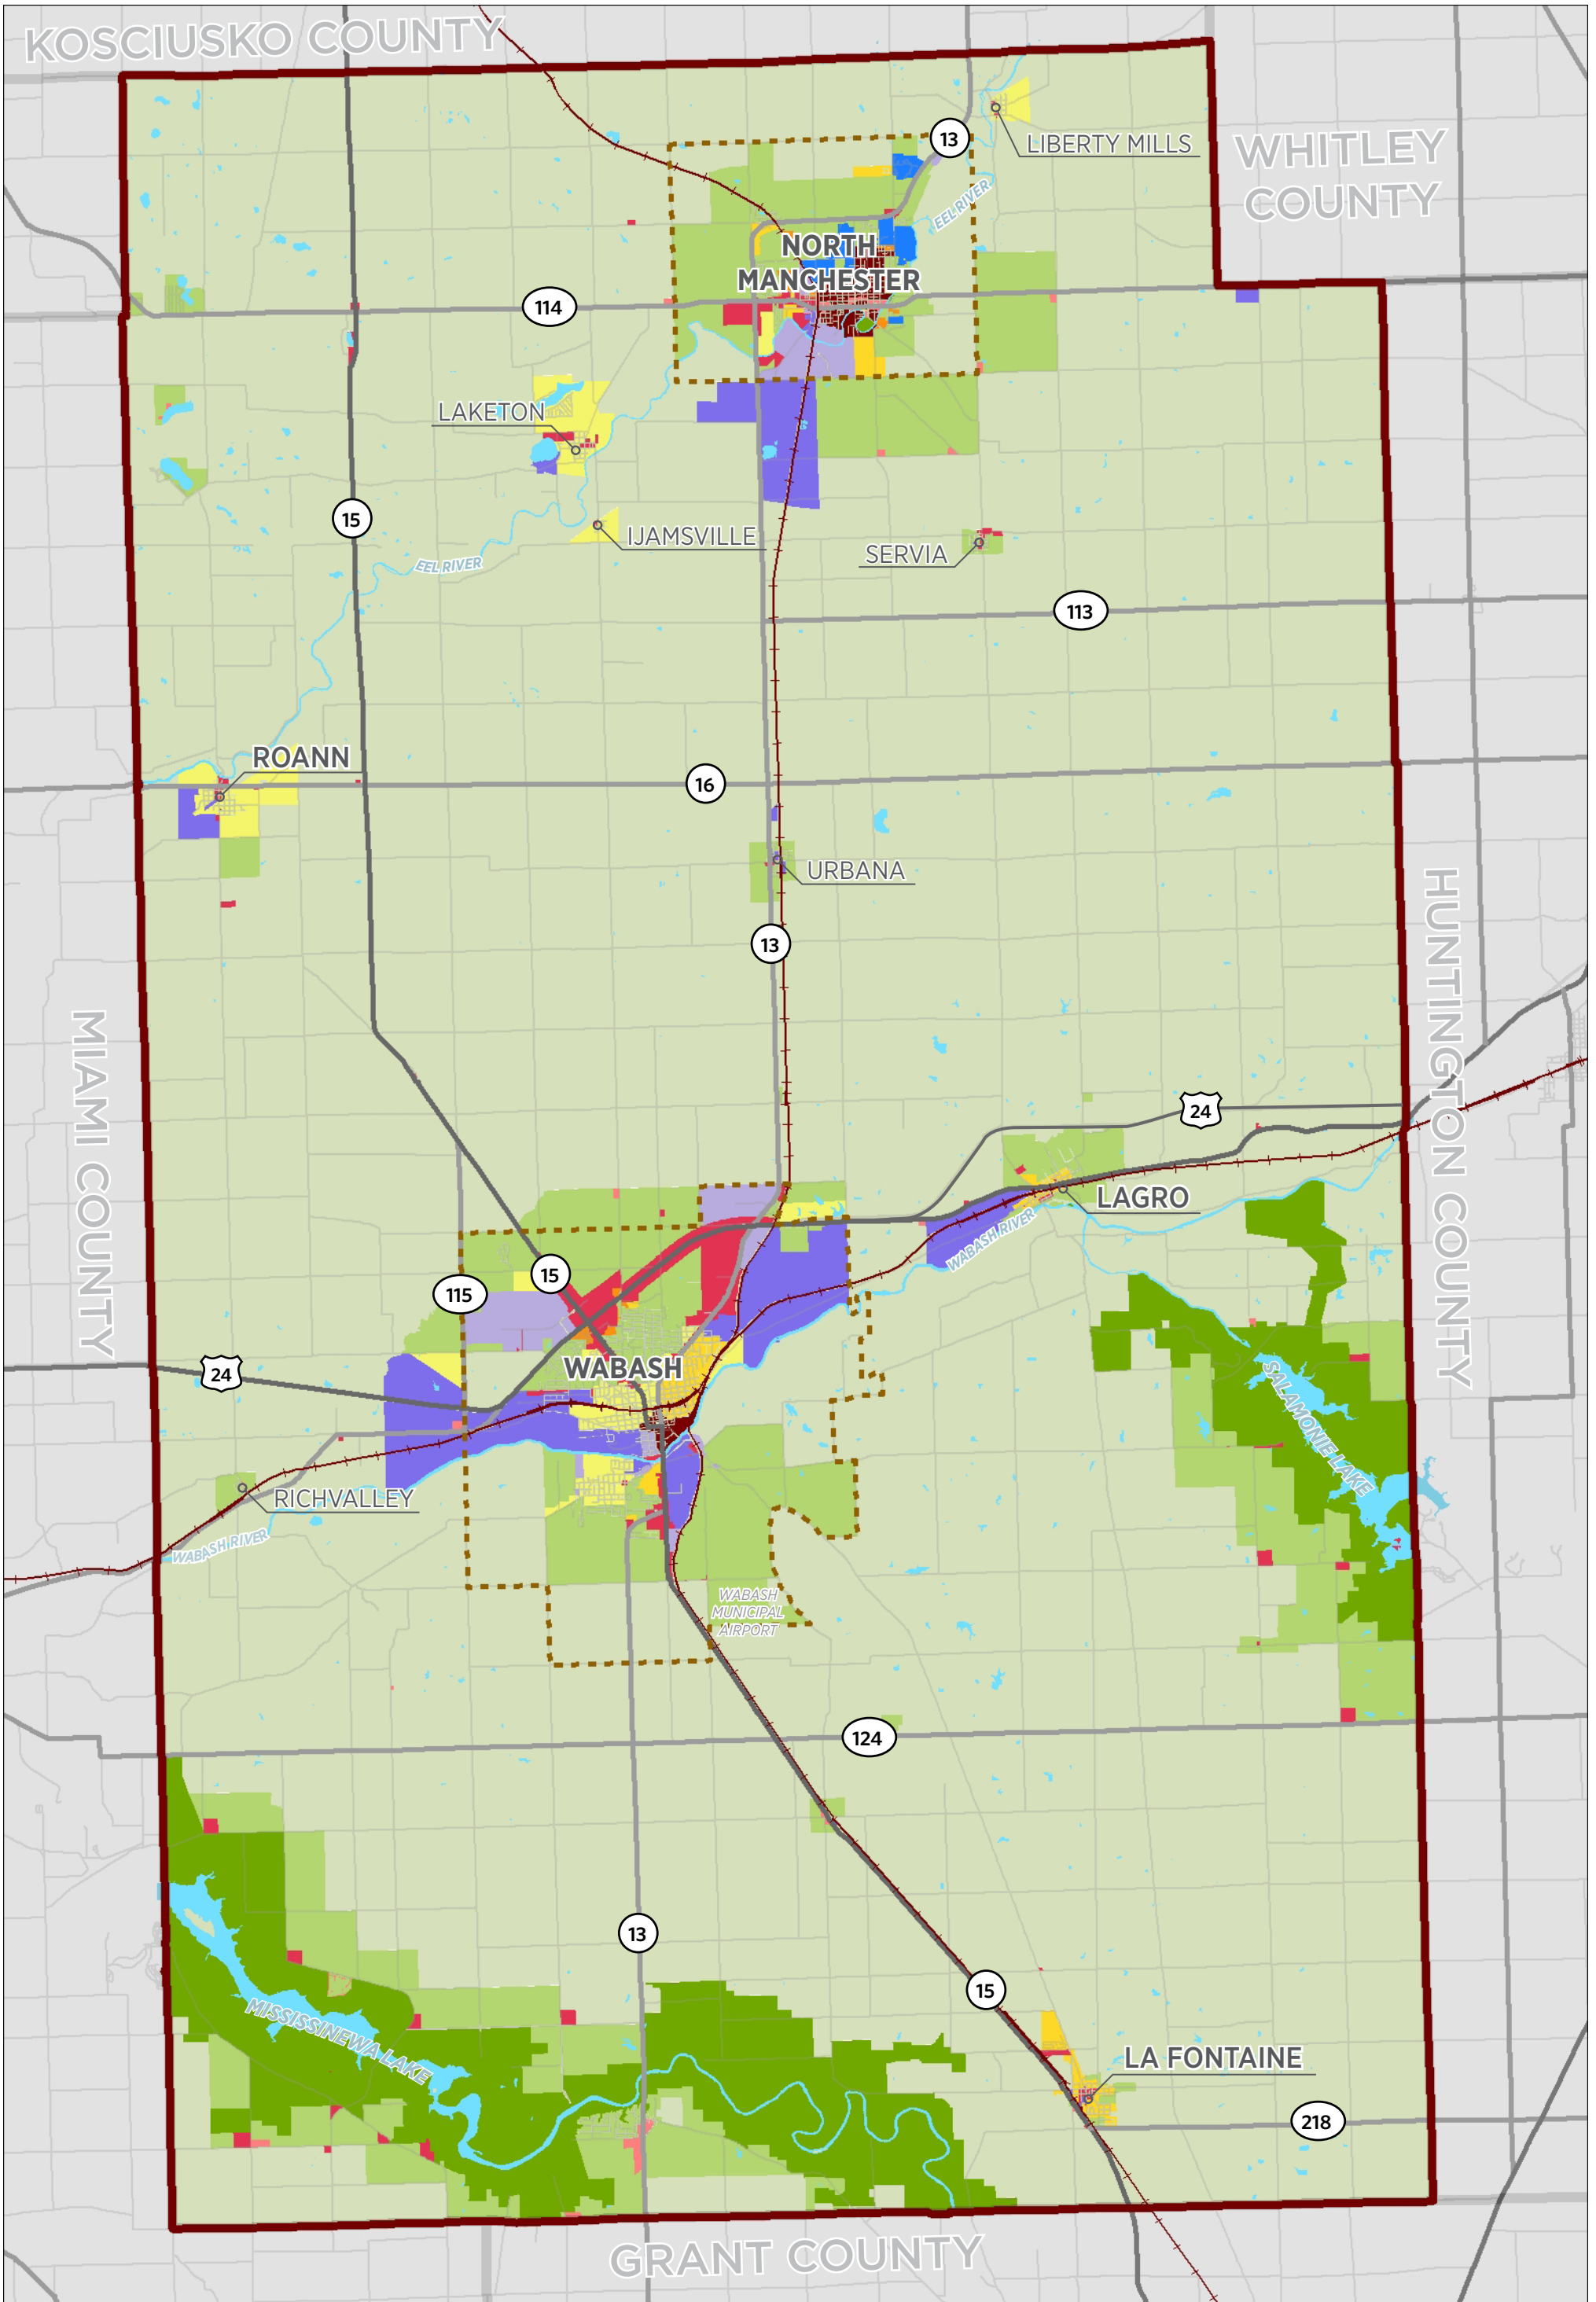 KOSCIUSKO COUNTY
WHITLEY
COUNTY
13
LIBERTY MILLS
EEL RIVER
NORTH
MANCHESTER
114
LAKETON
15
IJAMSVILLE
SERVIA
EEL RIVER
113
ROANN
16
URBANA
13
HUNTINGTON COUNTY
MIAMI COUNTY
24
LAGRO
WABASH RIVER
15
115
WABASH
24
SALAMONIE LAKE
RICHVALLEY
WABASH RIVER
WABASH
MUNICIPAL
AIRPORT
124
13
15
MISSISSINEWA LAKE
LA FONTAINE
218
GRANT COUNTY